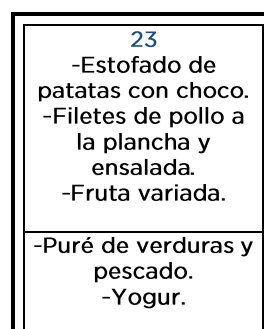 23
-Estofado de
patatas con choco.
-Filetes de pollo a
la plancha y
ensalada.
-Fruta variada.
-Puré de verduras y
pescado.
-Yogur.